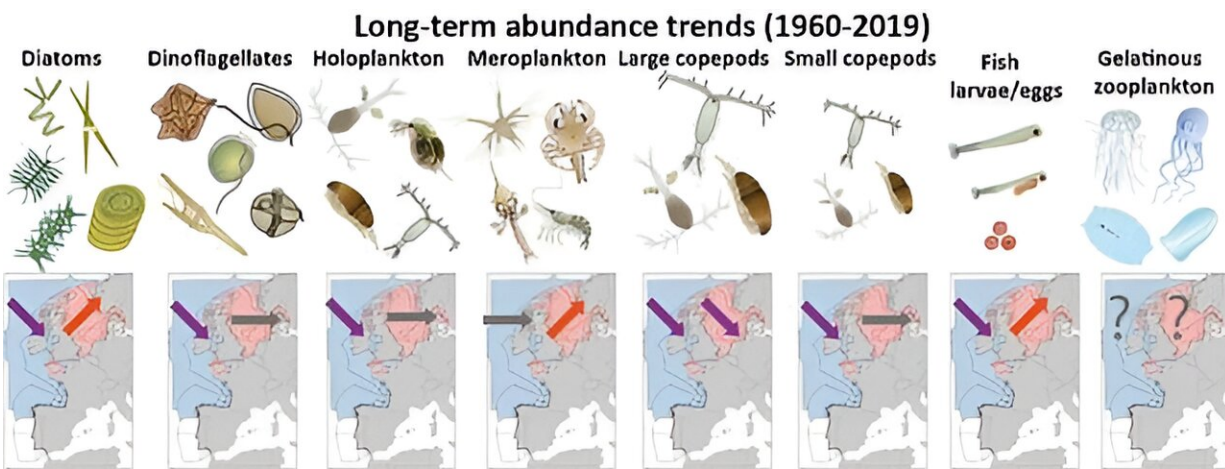 Long-term abundance trends (1960-2019)
Diatoms
Dinoflagellates
Holoplankton
Meroplankton
Large copepods
Small copepods
Fish
larvae/eggs
Gelatinous
zooplankton
? ?